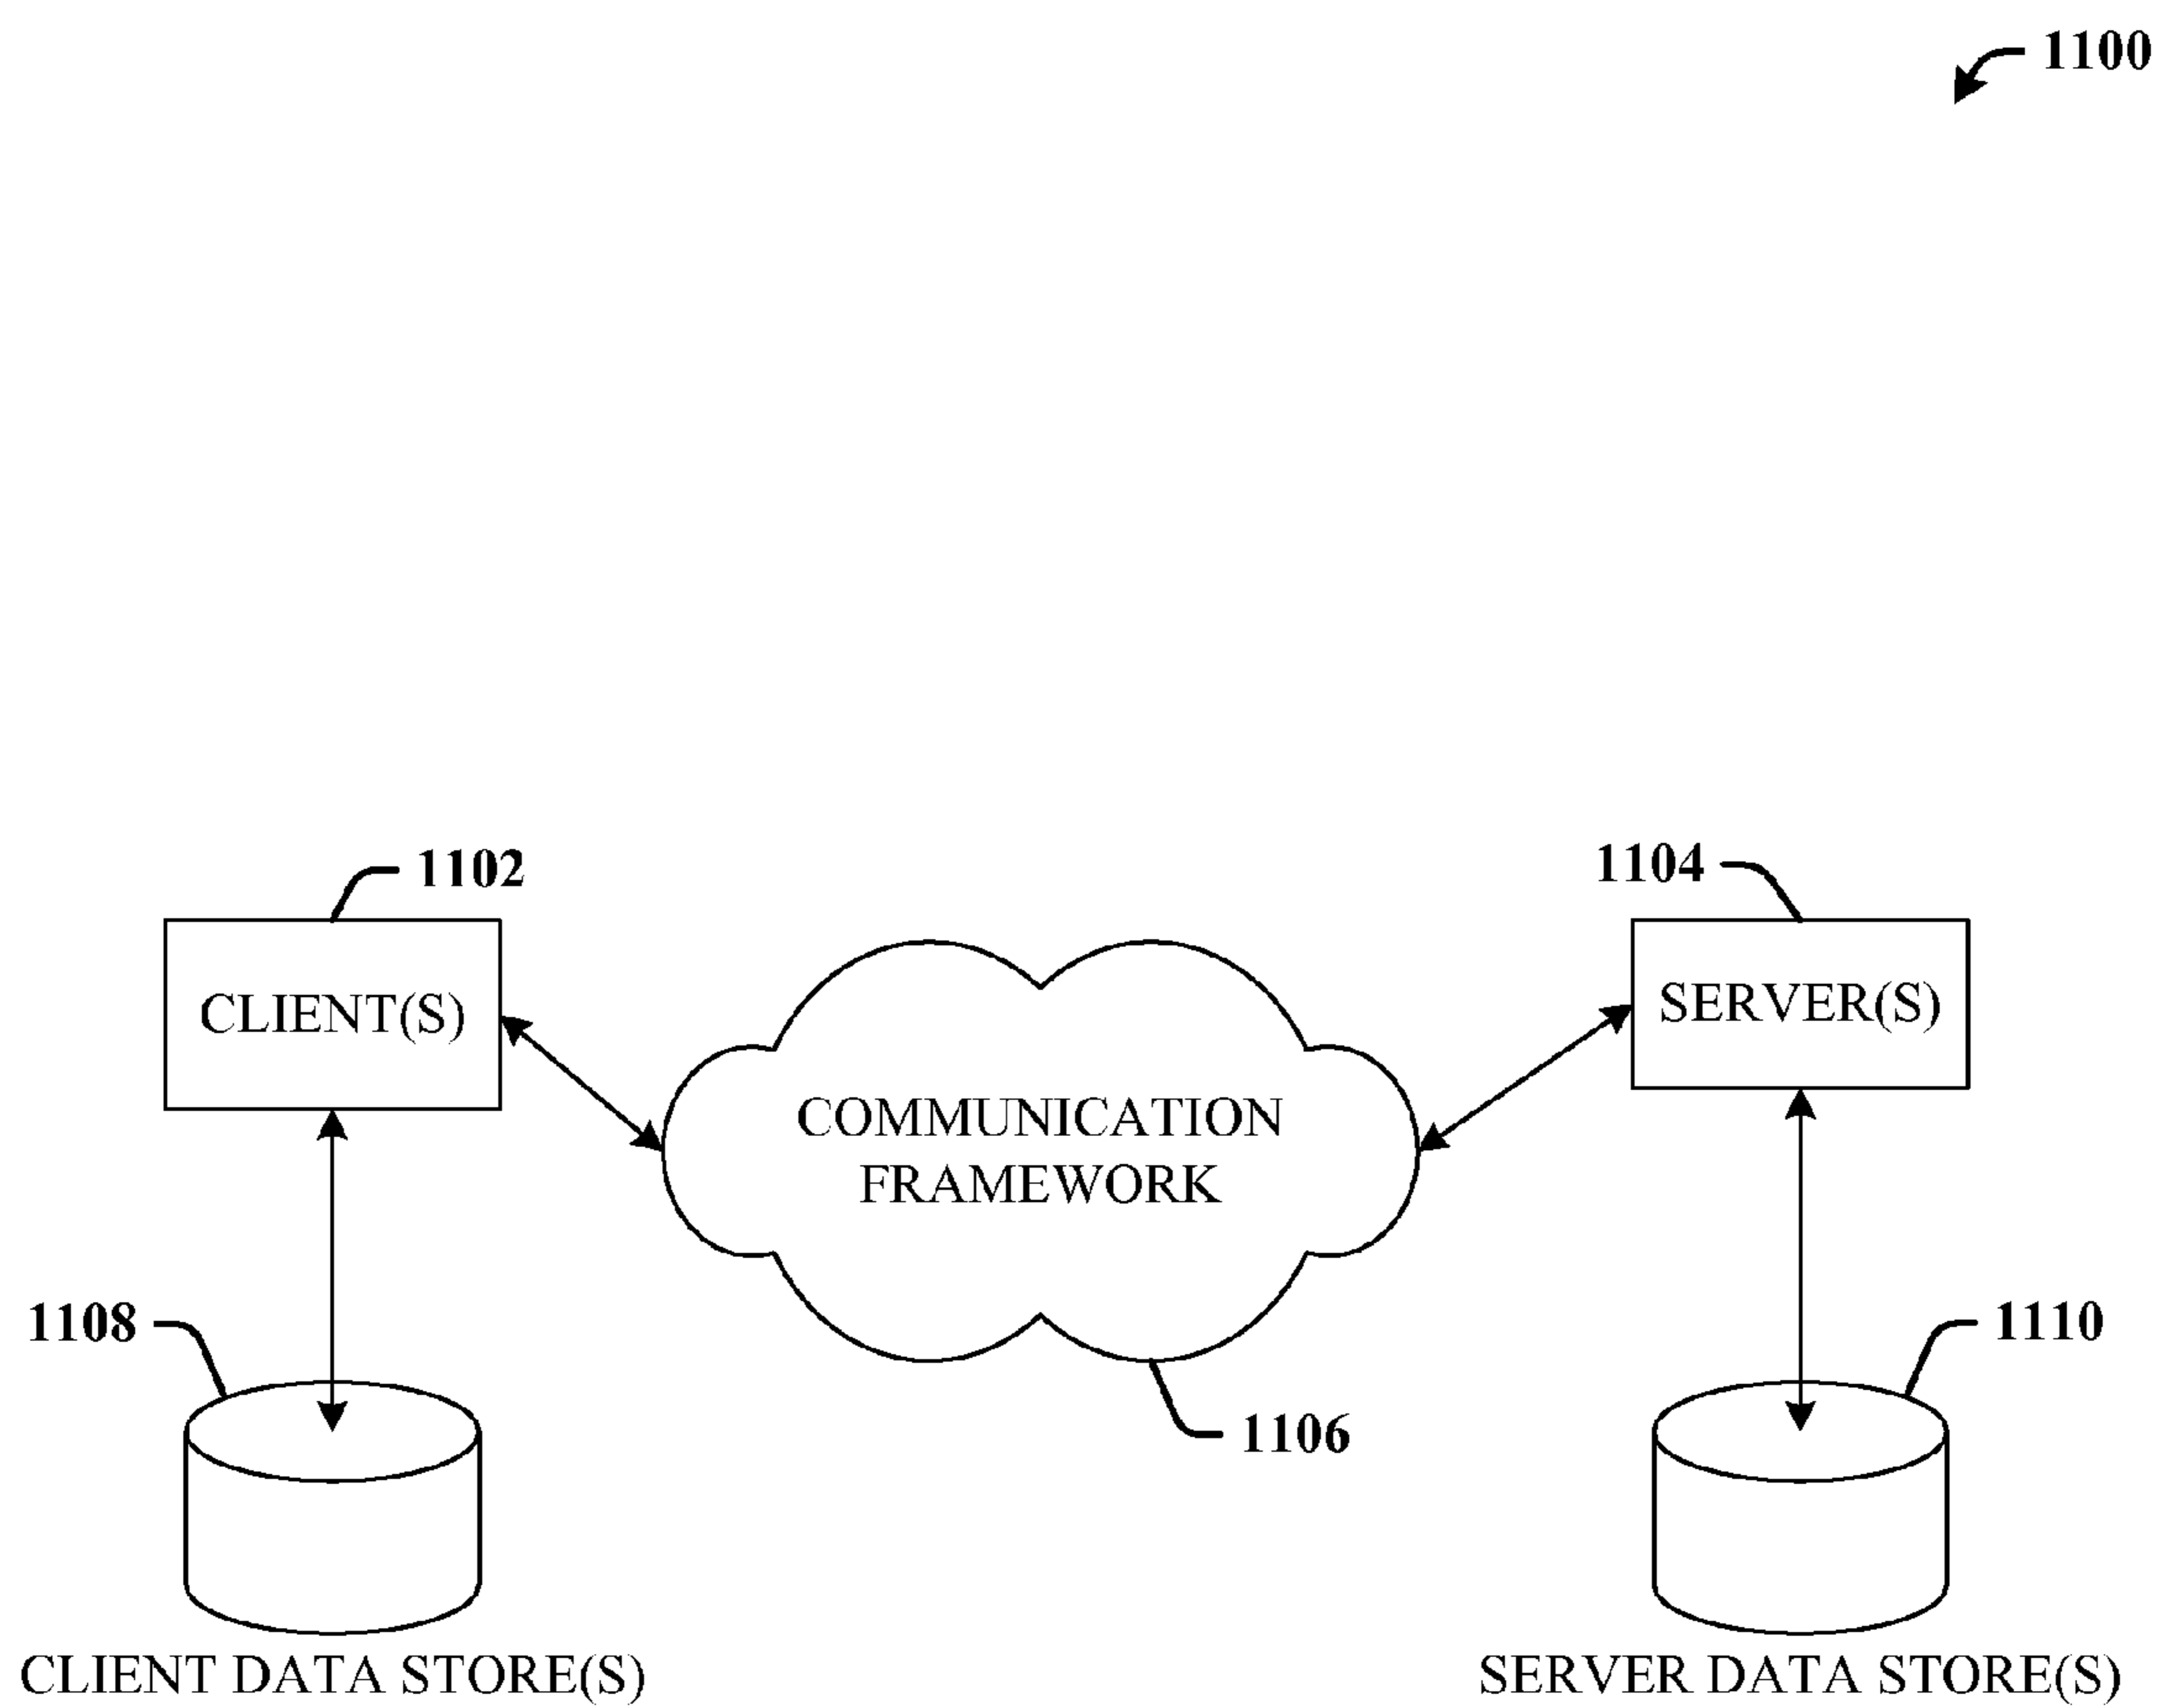 1100
1102
1104
CLIENT(S)
SERVER(S)
COMMUNICATION
FRAMEWORK
1108
1110
1106
CLIENT DATA STORE(S)
SERVER DATA STORE(S)